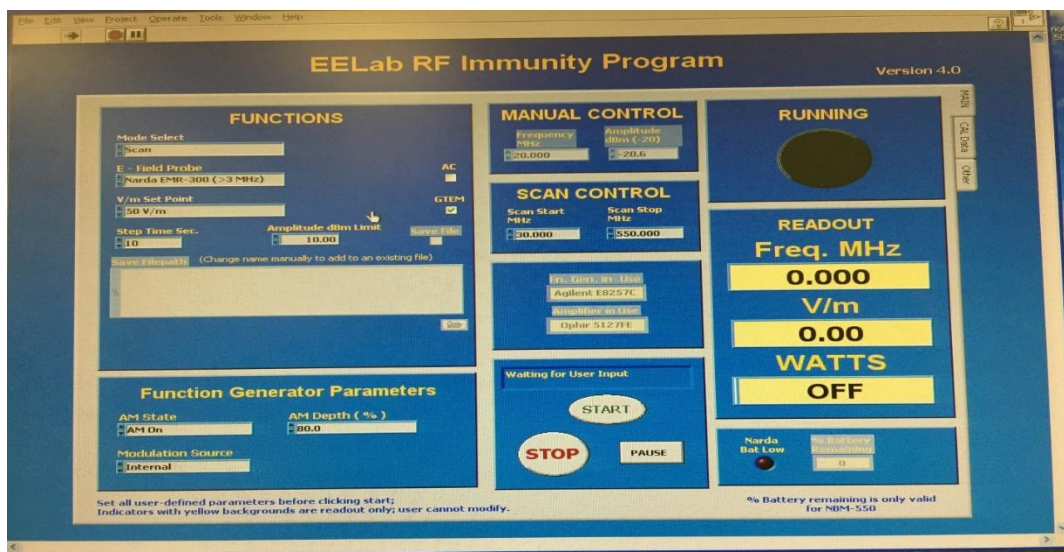 File Edit View Project Operate Tools Window Help
EELab RF Immunity Program
Version 4.0
MAIN
CAL Data
Other
FUNCTIONS
Mode Select
Scan
E - Field Probe
AC
Narda EMR-300 (>3 MHz)
V/m Set Point
GTEM
50 V/m
Step Time Sec.
Amplitude dBm Limit
Save File
10
10.00
Save Filepath
(Change name manually to add to an existing file)
Function Generator Parameters
AM State
AM Depth ( % )
AM On
80.0
Modulation Source
Internal
MANUAL CONTROL
Frequency MHz
Amplitude dBm (-20)
20.000
-20.6
SCAN CONTROL
Scan Start MHz
Scan Stop MHz
30.000
550.000
Fn. Gen. in Use
Agilent E8257C
Amplifier in Use
Ophir 5127FE
Waiting for User Input
START
STOP
PAUSE
RUNNING
READOUT
Freq. MHz
0.000
V/m
0.00
WATTS
OFF
Narda Bat Low
% Battery Remaining
0
Set all user-defined parameters before clicking start;
Indicators with yellow backgrounds are readout only; user cannot modify.
% Battery remaining is only valid
for NBM-550